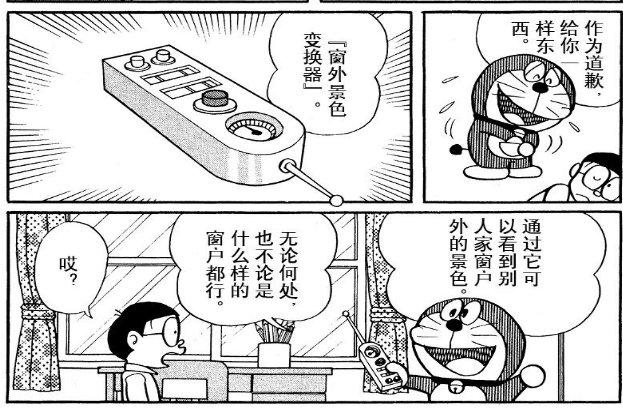 作为道歉，
给你一
样东
西。
『窗外景色
变换器』。
通过它可
以看到别
人家窗户
外的景色。
无论何处，
也不论是
什么样的
窗户都行。
哎？